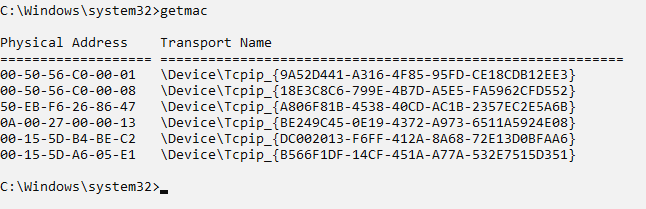 C:\Windows\system32>getmac
Physical Address    Transport Name
=================== ==========================================================
00-50-56-C0-00-01   \Device\Tcpip_{9A52D441-A316-4F85-95FD-CE18CDB12EE3}
00-50-56-C0-00-08   \Device\Tcpip_{18E3C8C6-799E-4B7D-A5E5-FA5962CFD552}
50-EB-F6-26-86-47   \Device\Tcpip_{A806F81B-4538-40CD-AC1B-2357EC2E5A6B}
0A-00-27-00-00-13   \Device\Tcpip_{BE249C45-0E19-4372-A973-6511A5924E08}
00-15-5D-B4-BE-C2   \Device\Tcpip_{DC002013-F6FF-412A-8A68-72E13D0BFAA6}
00-15-5D-A6-05-E1   \Device\Tcpip_{B566F1DF-14CF-451A-A77A-532E7515D351}
C:\Windows\system32>